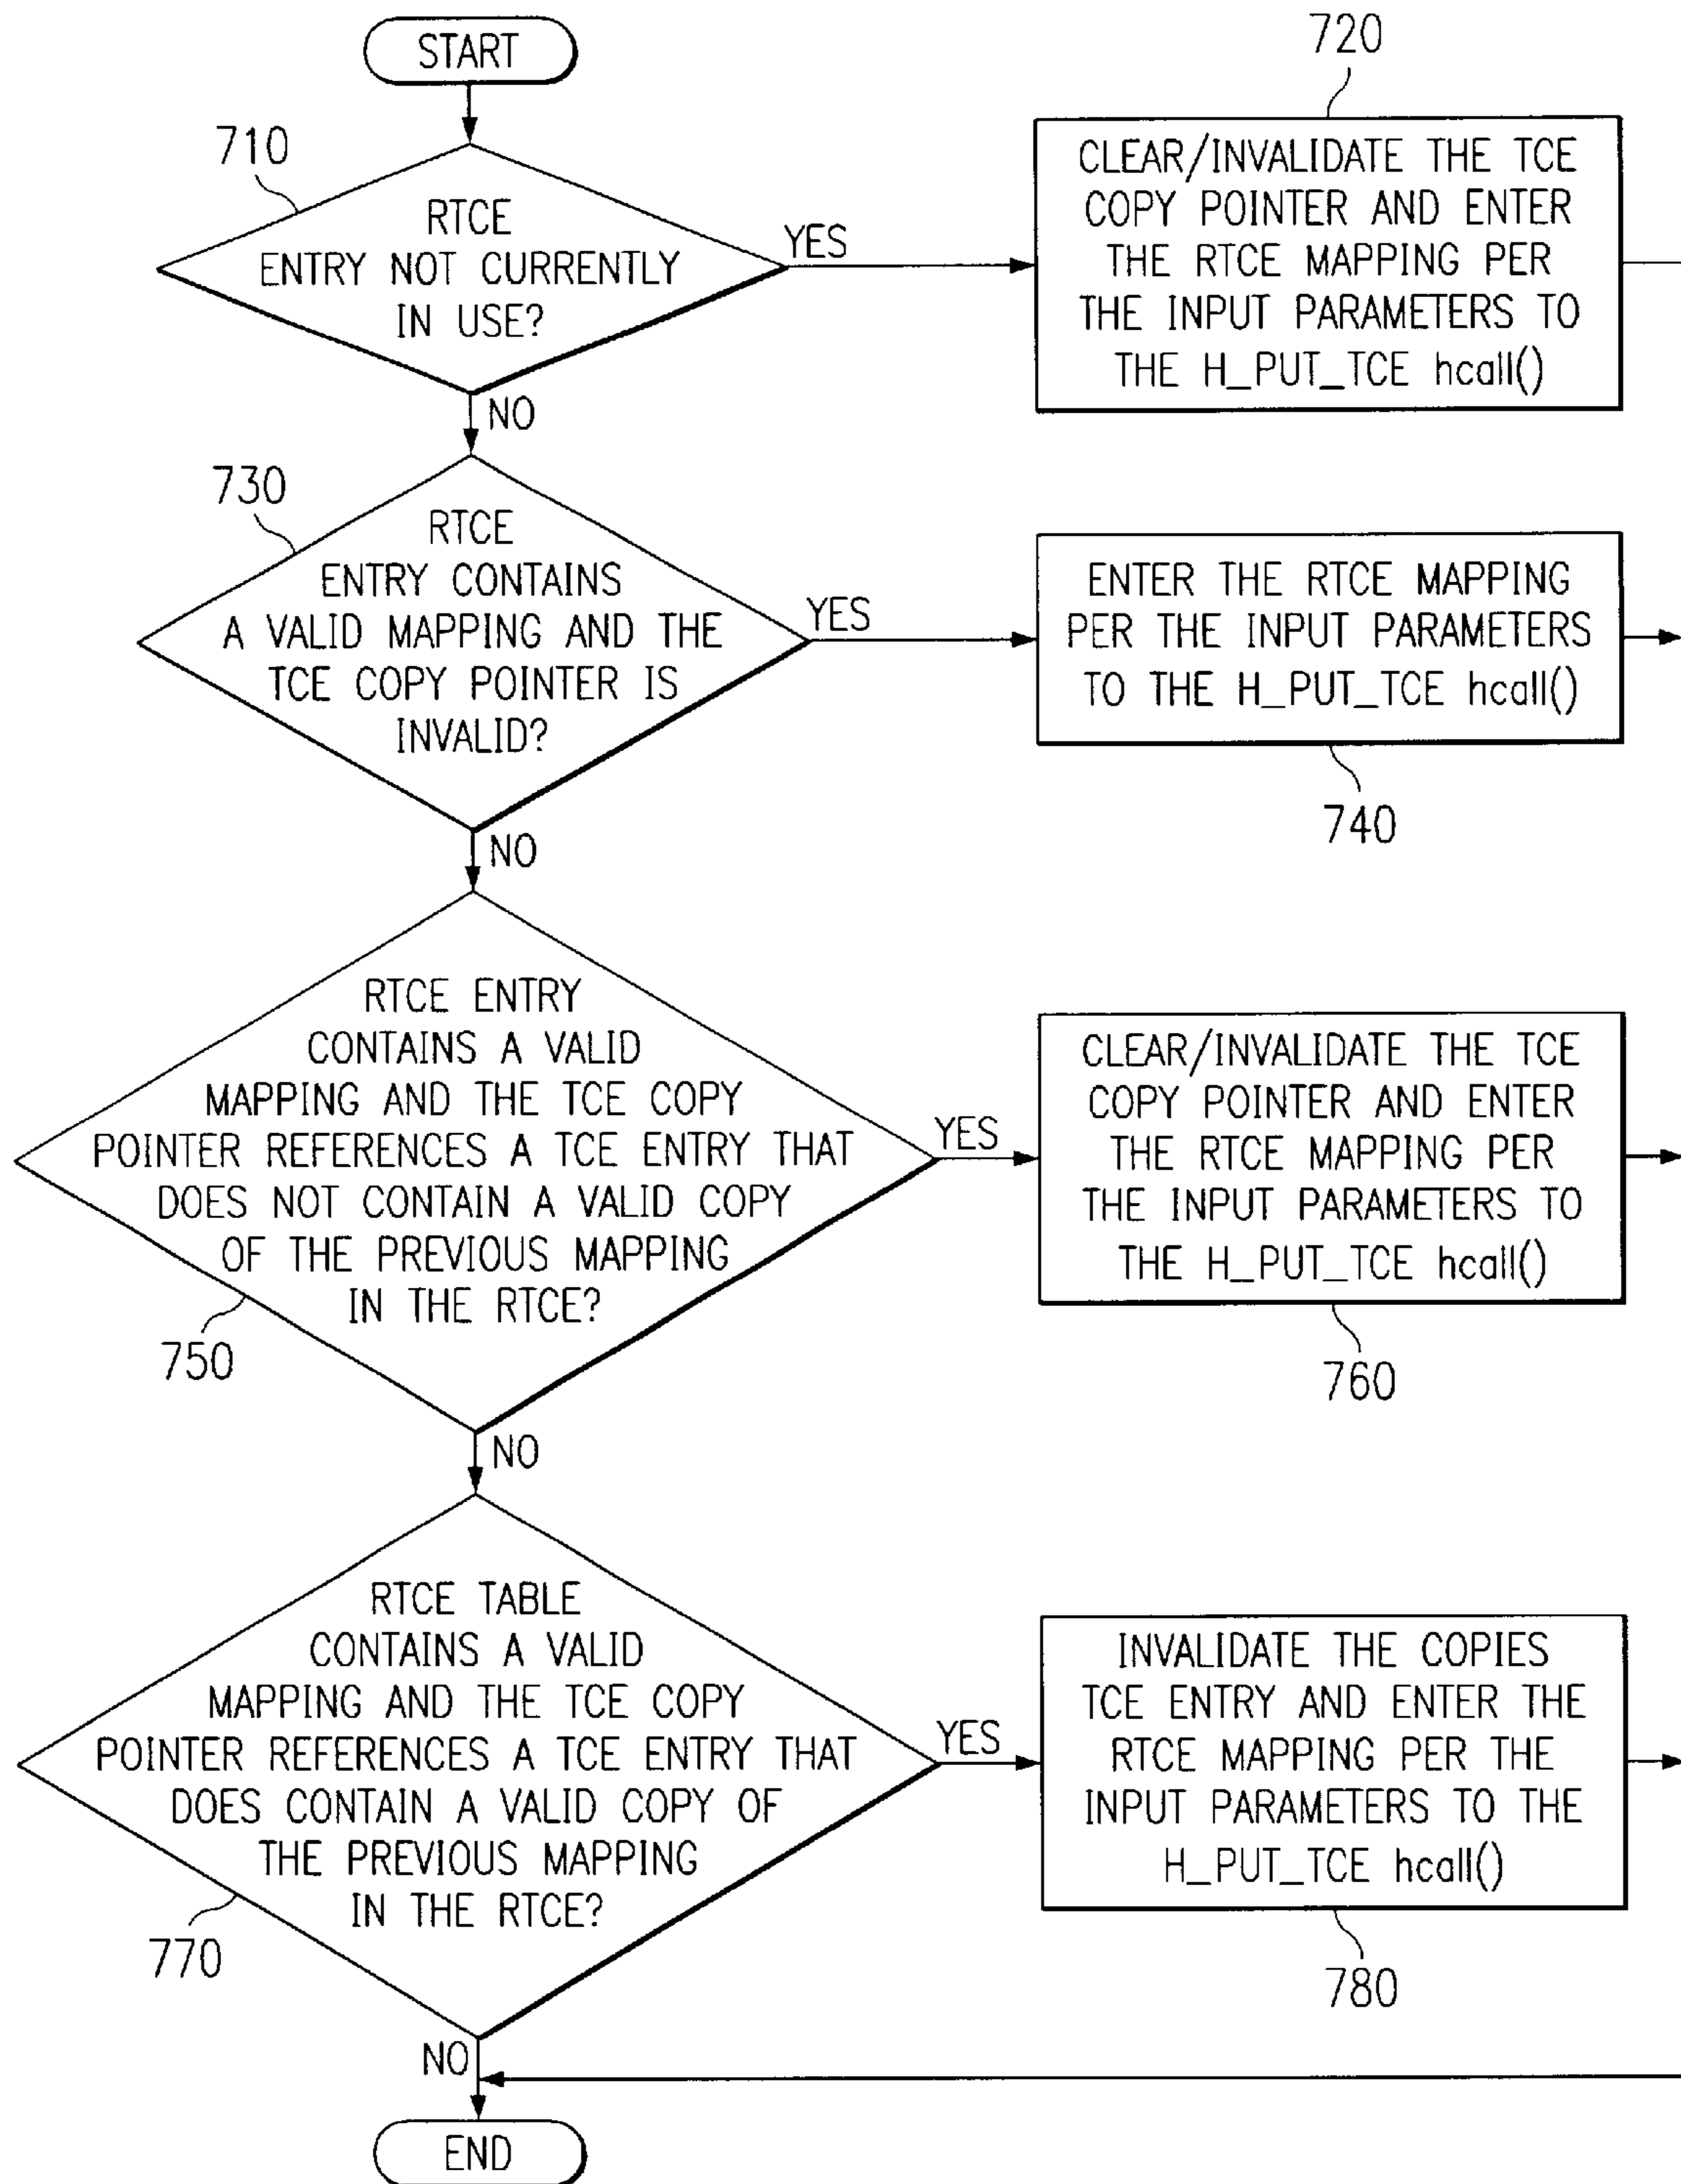 START
710
RTCE
ENTRY NOT CURRENTLY
IN USE?
YES
720
CLEAR/INVALIDATE THE TCE
COPY POINTER AND ENTER
THE RTCE MAPPING PER
THE INPUT PARAMETERS TO
THE H_PUT_TCE hcall()
NO
730
RTCE
ENTRY CONTAINS
A VALID MAPPING AND THE
TCE COPY POINTER IS
INVALID?
YES
ENTER THE RTCE MAPPING
PER THE INPUT PARAMETERS
TO THE H_PUT_TCE hcall()
740
NO
RTCE ENTRY
CONTAINS A VALID
MAPPING AND THE TCE COPY
POINTER REFERENCES A TCE ENTRY THAT
DOES NOT CONTAIN A VALID COPY
OF THE PREVIOUS MAPPING
IN THE RTCE?
750
YES
CLEAR/INVALIDATE THE TCE
COPY POINTER AND ENTER
THE RTCE MAPPING PER
THE INPUT PARAMETERS TO
THE H_PUT_TCE hcall()
760
NO
RTCE TABLE
CONTAINS A VALID
MAPPING AND THE TCE COPY
POINTER REFERENCES A TCE ENTRY THAT
DOES CONTAIN A VALID COPY OF
THE PREVIOUS MAPPING
IN THE RTCE?
770
YES
INVALIDATE THE COPIES
TCE ENTRY AND ENTER THE
RTCE MAPPING PER THE
INPUT PARAMETERS TO THE
H_PUT_TCE hcall()
780
NO
END